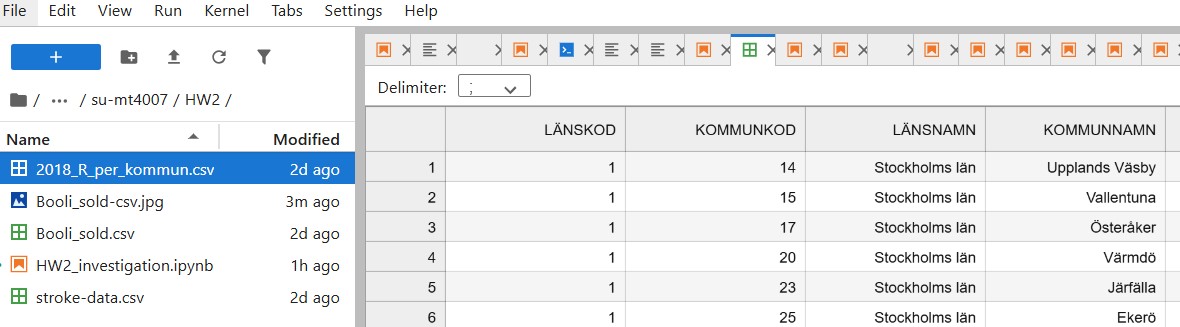 File Edit View Run Kernel Tabs Settings Help
Delimiter: ;
/ ... / su-mt4007 / HW2 /
Name Modified
2018_R_per_kommun.csv 2d ago
Booli_sold-csv.jpg 3m ago
Booli_sold.csv 2d ago
HW2_investigation.ipynb 1h ago
stroke-data.csv 2d ago
LÄNSKOD KOMMUNKOD LÄNSNAMN KOMMUNNAMN
1 1 14 Stockholms län Upplands Väsby
2 1 15 Stockholms län Vallentuna
3 1 17 Stockholms län Österåker
4 1 20 Stockholms län Värmdö
5 1 23 Stockholms län Järfälla
6 1 25 Stockholms län Ekerö